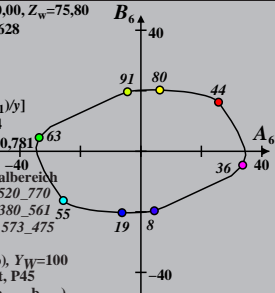 0,00, Z_w=75,80
B_6
628
40
91 80
44
1)/y]
4
A_6
0,781
63
−40
40
36
albereich
520_770
380_561
55
573_475
19 8
), Y_W=100
t, P45
−40